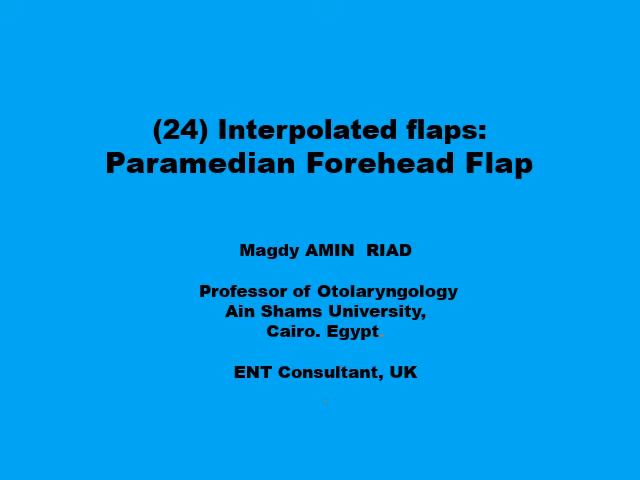 (24) Interpolated flaps:
Paramedian Forehead Flap
Magdy AMIN  RIAD
Professor of Otolaryngology
Ain Shams University,
Cairo. Egypt.
ENT Consultant, UK
.